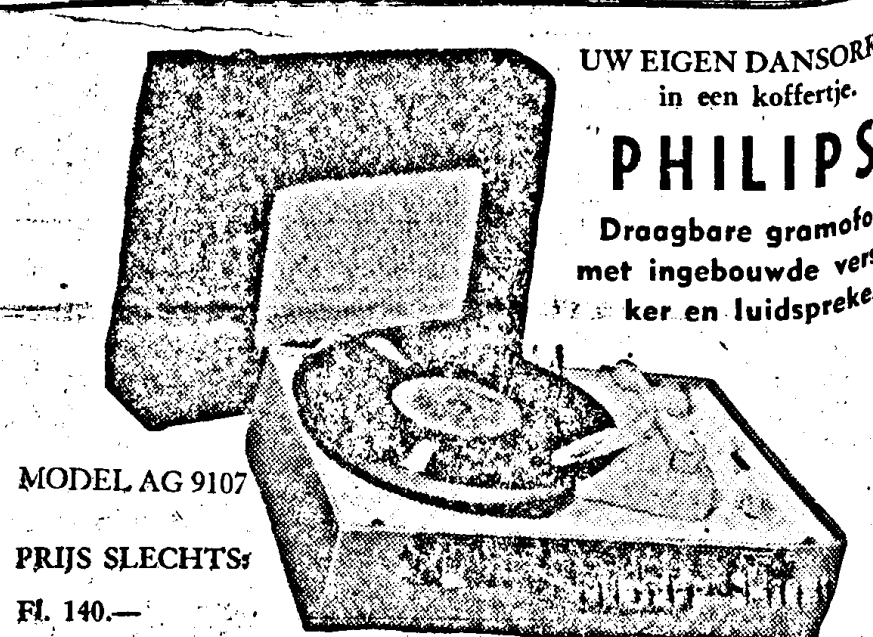 UW EIGEN DANSORK
in een koffertje.
PHILIPS
Draagbare gramofo
met ingebouwde vers
ker en luidspreke
MODEL AG 9107
PRIJS SLECHTS:
Fl. 140.—